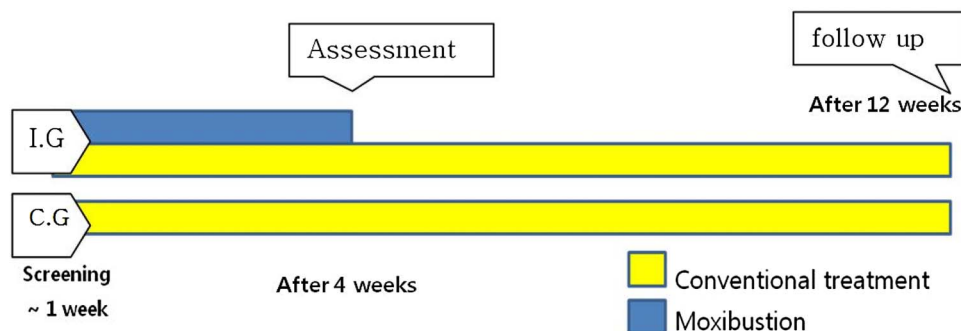 Assessment
follow up
After 12 weeks
I.G
C.G
Screening
~ 1 week
After 4 weeks
Conventional treatment
Moxibustion